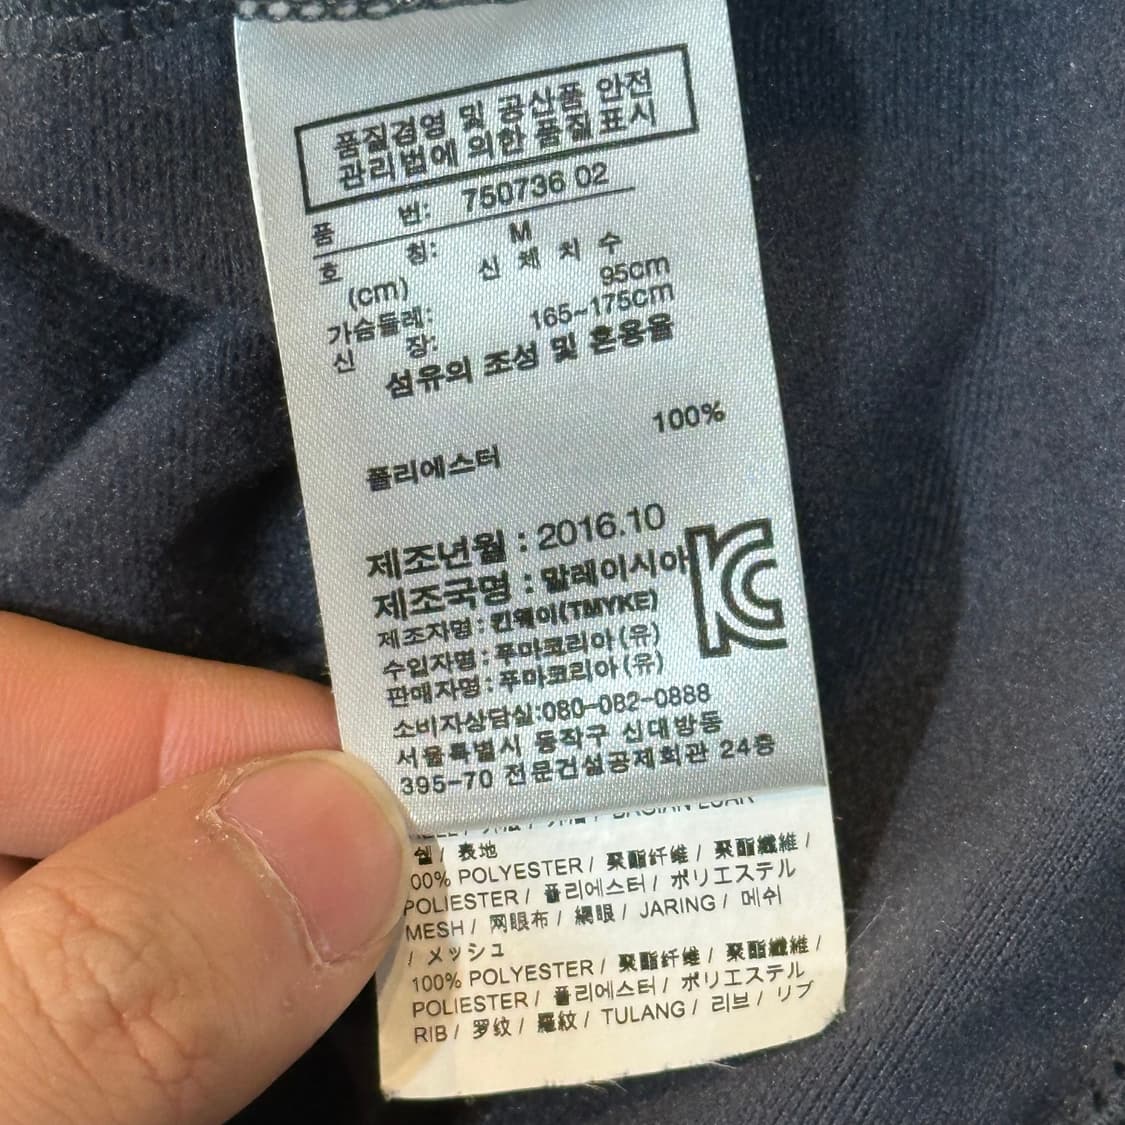 품질경영 및 공산품 안전
관리법에 의한 품질표시
품 번: 750736 02
호 칭: M
(cm) 신 체 치 수
가슴둘레: 95cm
신 장: 165~175cm
섬유의 조성 및 혼용율
100%
폴리에스터
제조년월 : 2016.10
제조국명 : 말레이시아
제조자명 : 킨웨이(TMYKE)
수입자명 : 푸마코리아(유)
판매자명 : 푸마코리아(유)
소비자상담실:080-082-0888
서울특별시 동작구 신대방동
395-70 전문건설공제회관 24층
쉘 / 表地
00% POLYESTER / 聚酯纤维 / 聚酯纖維 /
POLIESTER / 폴리에스터 / ポリエステル
MESH / 网眼布 / 網眼 / JARING / 메쉬
/ メッシュ
100% POLYESTER / 聚酯纤维 / 聚酯纖維 /
POLIESTER / 폴리에스터 / ポリエステル
RIB / 罗纹 / 羅紋 / TULANG / 리브 / リブ